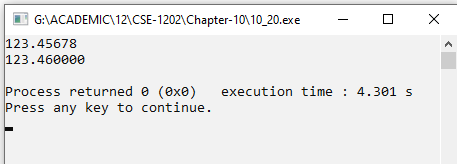 G:\ACADEMIC\12\CSE-1202\Chapter-10\10_20.exe
123.45678
123.460000
Process returned 0 (0x0)   execution time : 4.301 s
Press any key to continue.